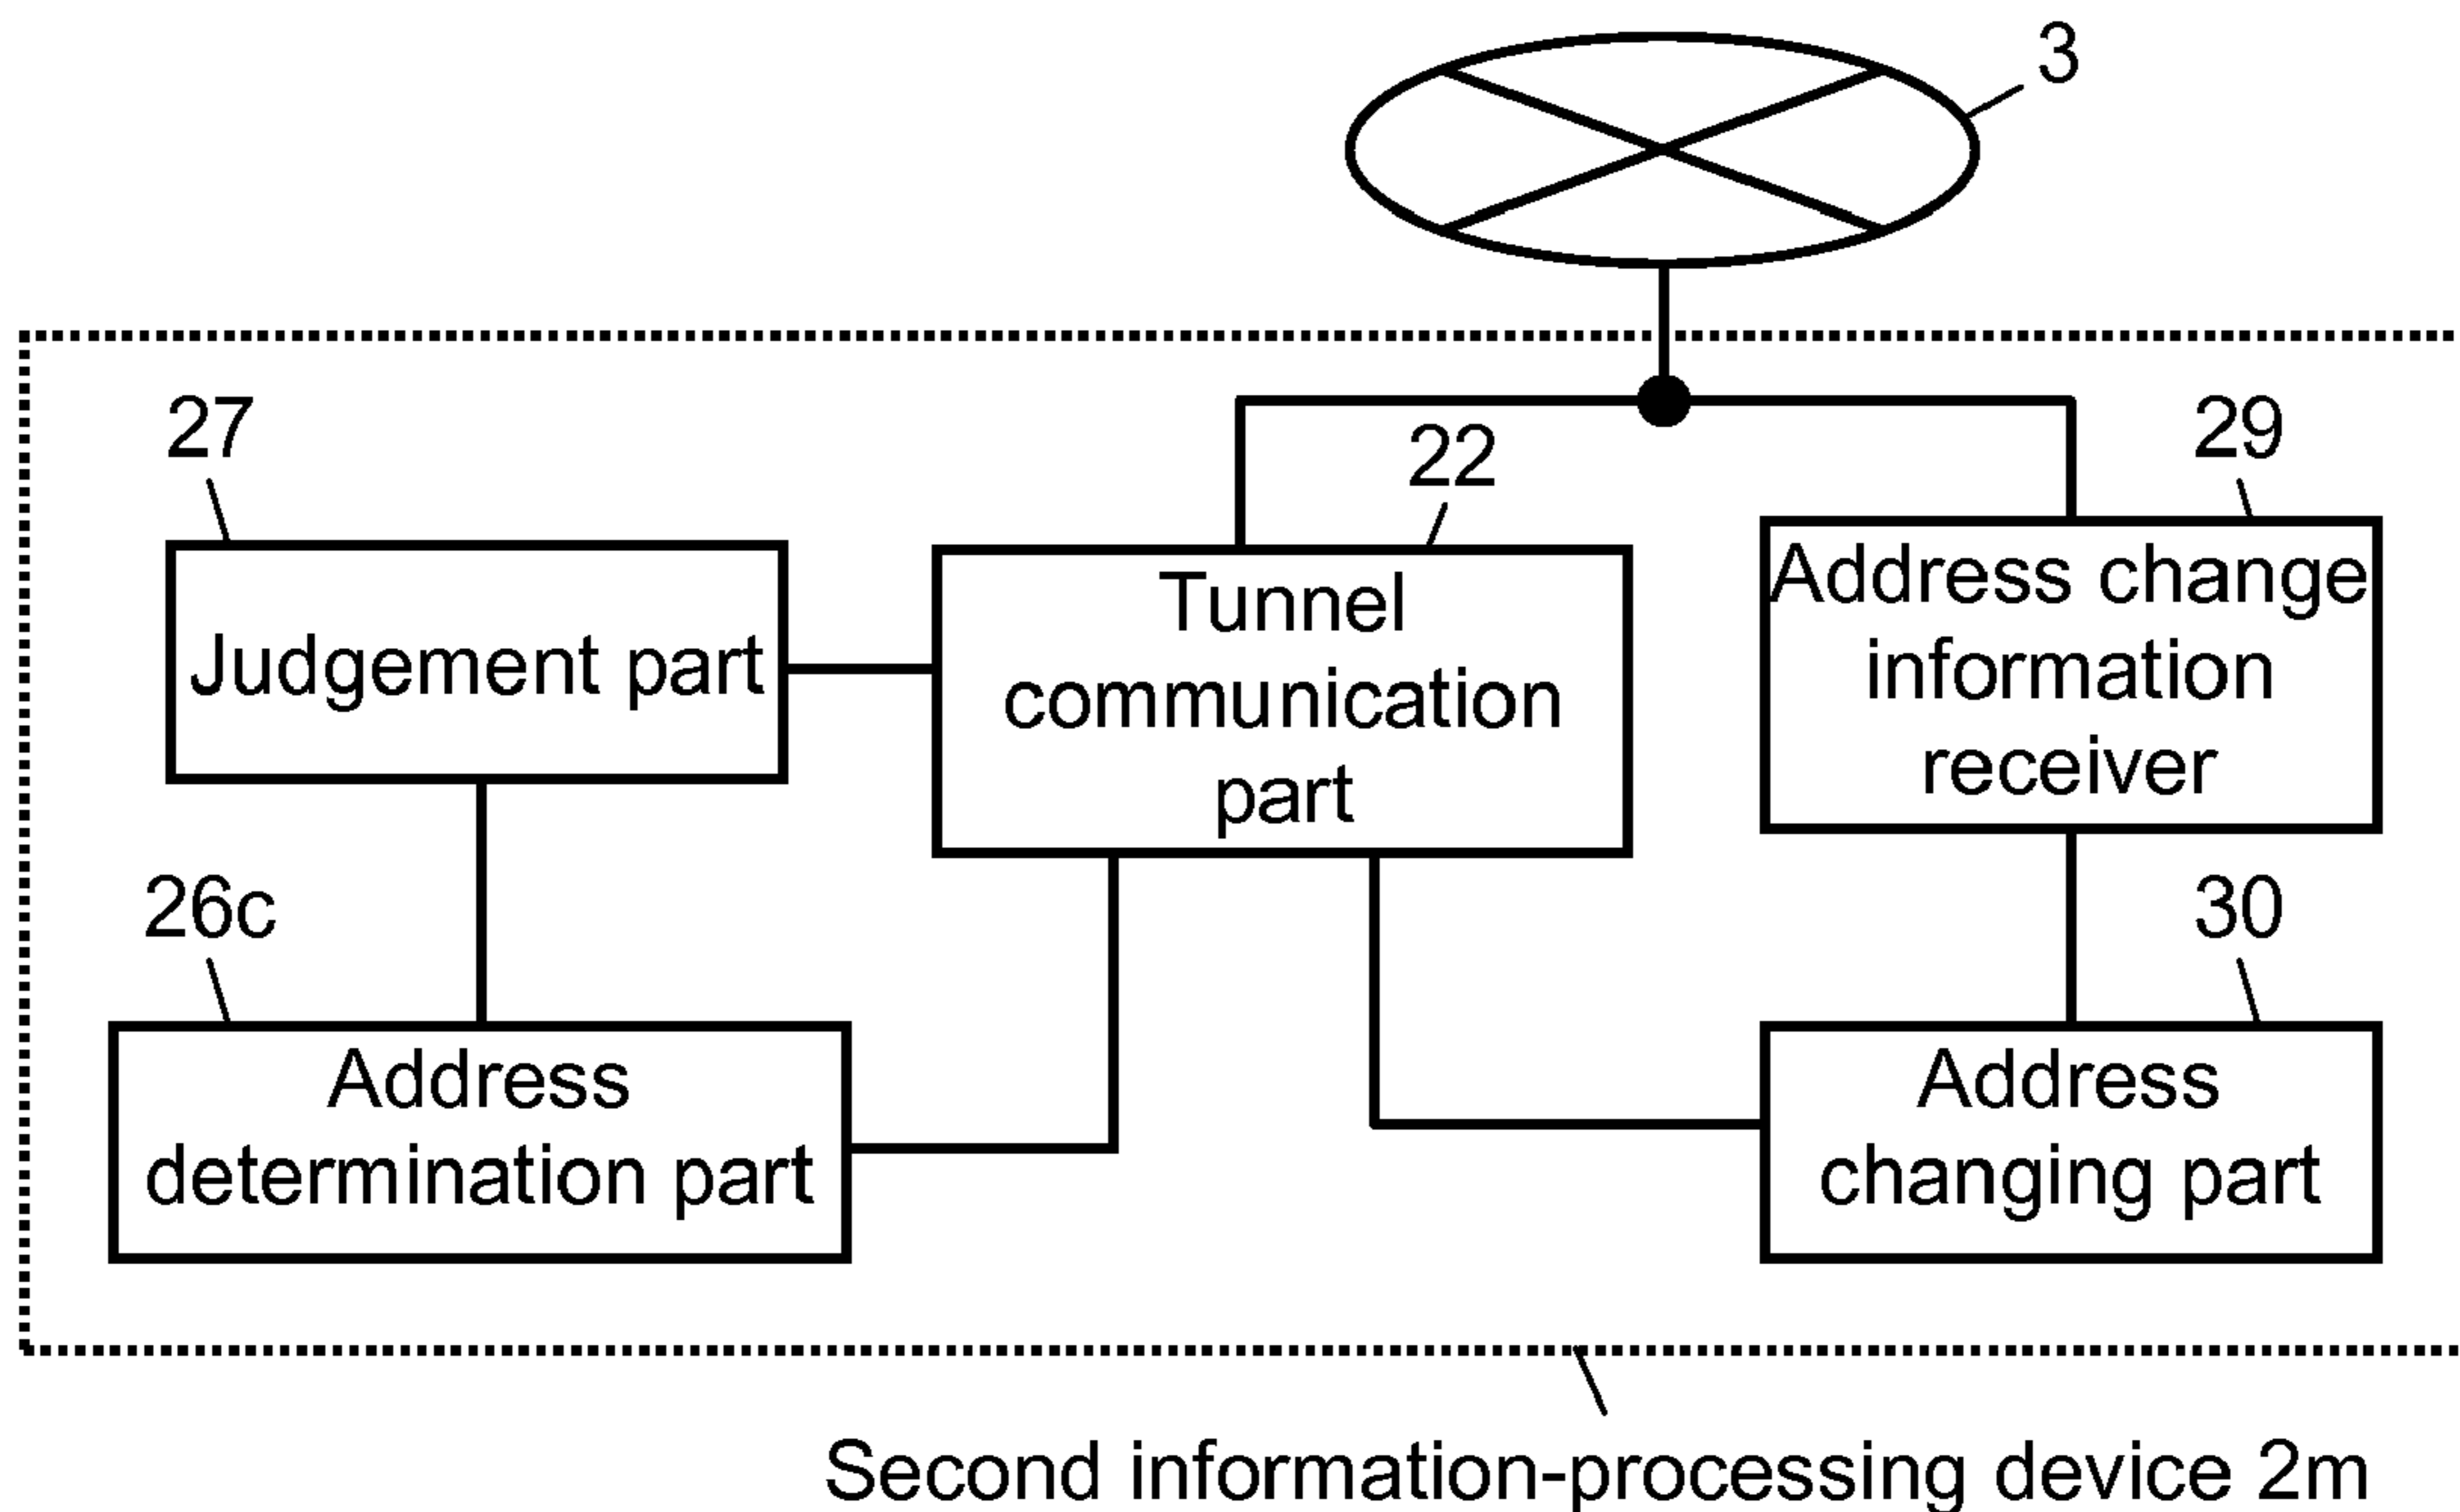 3
27
22
29
Judgement part
Tunnel
communication
part
Address change
information
receiver
26c
30
Address
determination part
Address
changing part
Second information-processing device 2m